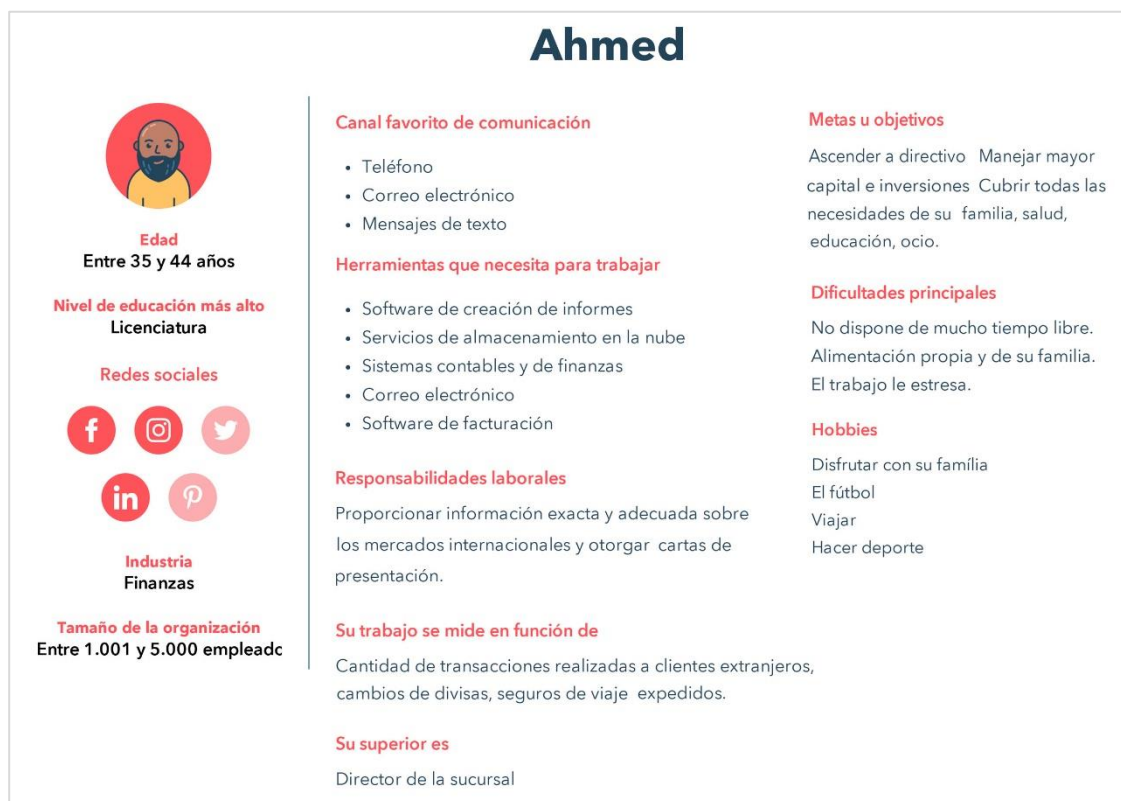 Ahmed
Edad
Entre 35 y 44 años
Nivel de educación más alto
Licenciatura
Redes sociales
f
in
Industria
Finanzas
Tamaño de la organización
Entre 1.001 y 5.000 empleadc
Canal favorito de comunicación
• Teléfono
• Correo electrónico
• Mensajes de texto
Herramientas que necesita para trabajar
• Software de creación de informes
• Servicios de almacenamiento en la nube
• Sistemas contables y de finanzas
• Correo electrónico
• Software de facturación
Responsabilidades laborales
Proporcionar información exacta y adecuada sobre
los mercados internacionales y otorgar cartas de
presentación.
Su trabajo se mide en función de
Cantidad de transacciones realizadas a clientes extranjeros,
cambios de divisas, seguros de viaje expedidos.
Su superior es
Director de la sucursal
Metas u objetivos
Ascender a directivo Manejar mayor
capital e inversiones Cubrir todas las
necesidades de su familia, salud,
educación, ocio.
Dificultades principales
No dispone de mucho tiempo libre.
Alimentación propia y de su familia.
El trabajo le estresa.
Hobbies
Disfrutar con su família
El fútbol
Viajar
Hacer deporte